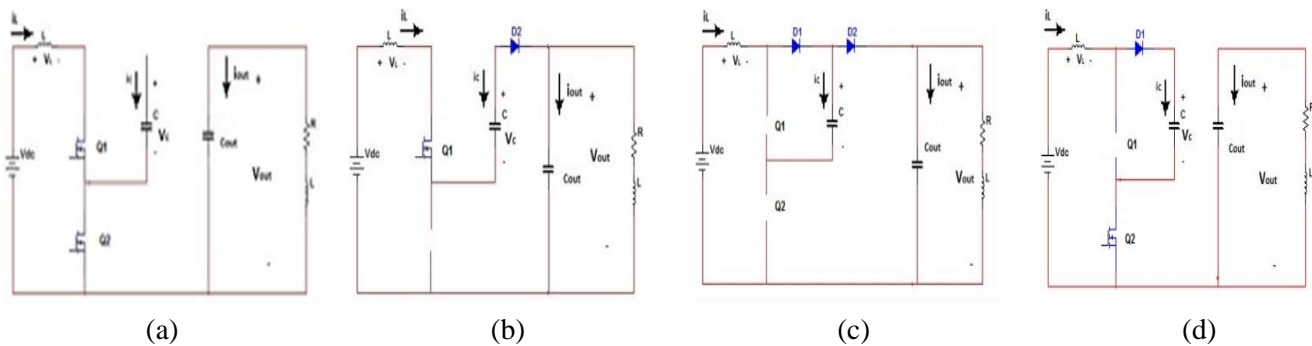 iL
L
+ VL -
ic
+
C
Vc
-
iout
+
R
Q1
Vdc
Cout
Vout
L
Q2
-
(a)
iL
D2
L
+ VL -
ic
+
C
Vc
-
iout
+
R
Q1
Vdc
Vout
Cout
L
-
(b)
iL
D1
D2
L
+ VL -
ic
+
C
Vc
-
iout
+
R
Q1
Vdc
Cout
Vout
L
Q2
-
(c)
iL
D1
L
+ VL -
ic
+
C
Vc
-
iout
+
R
Q1
Vdc
Cout
Vout
L
Q2
-
(d)